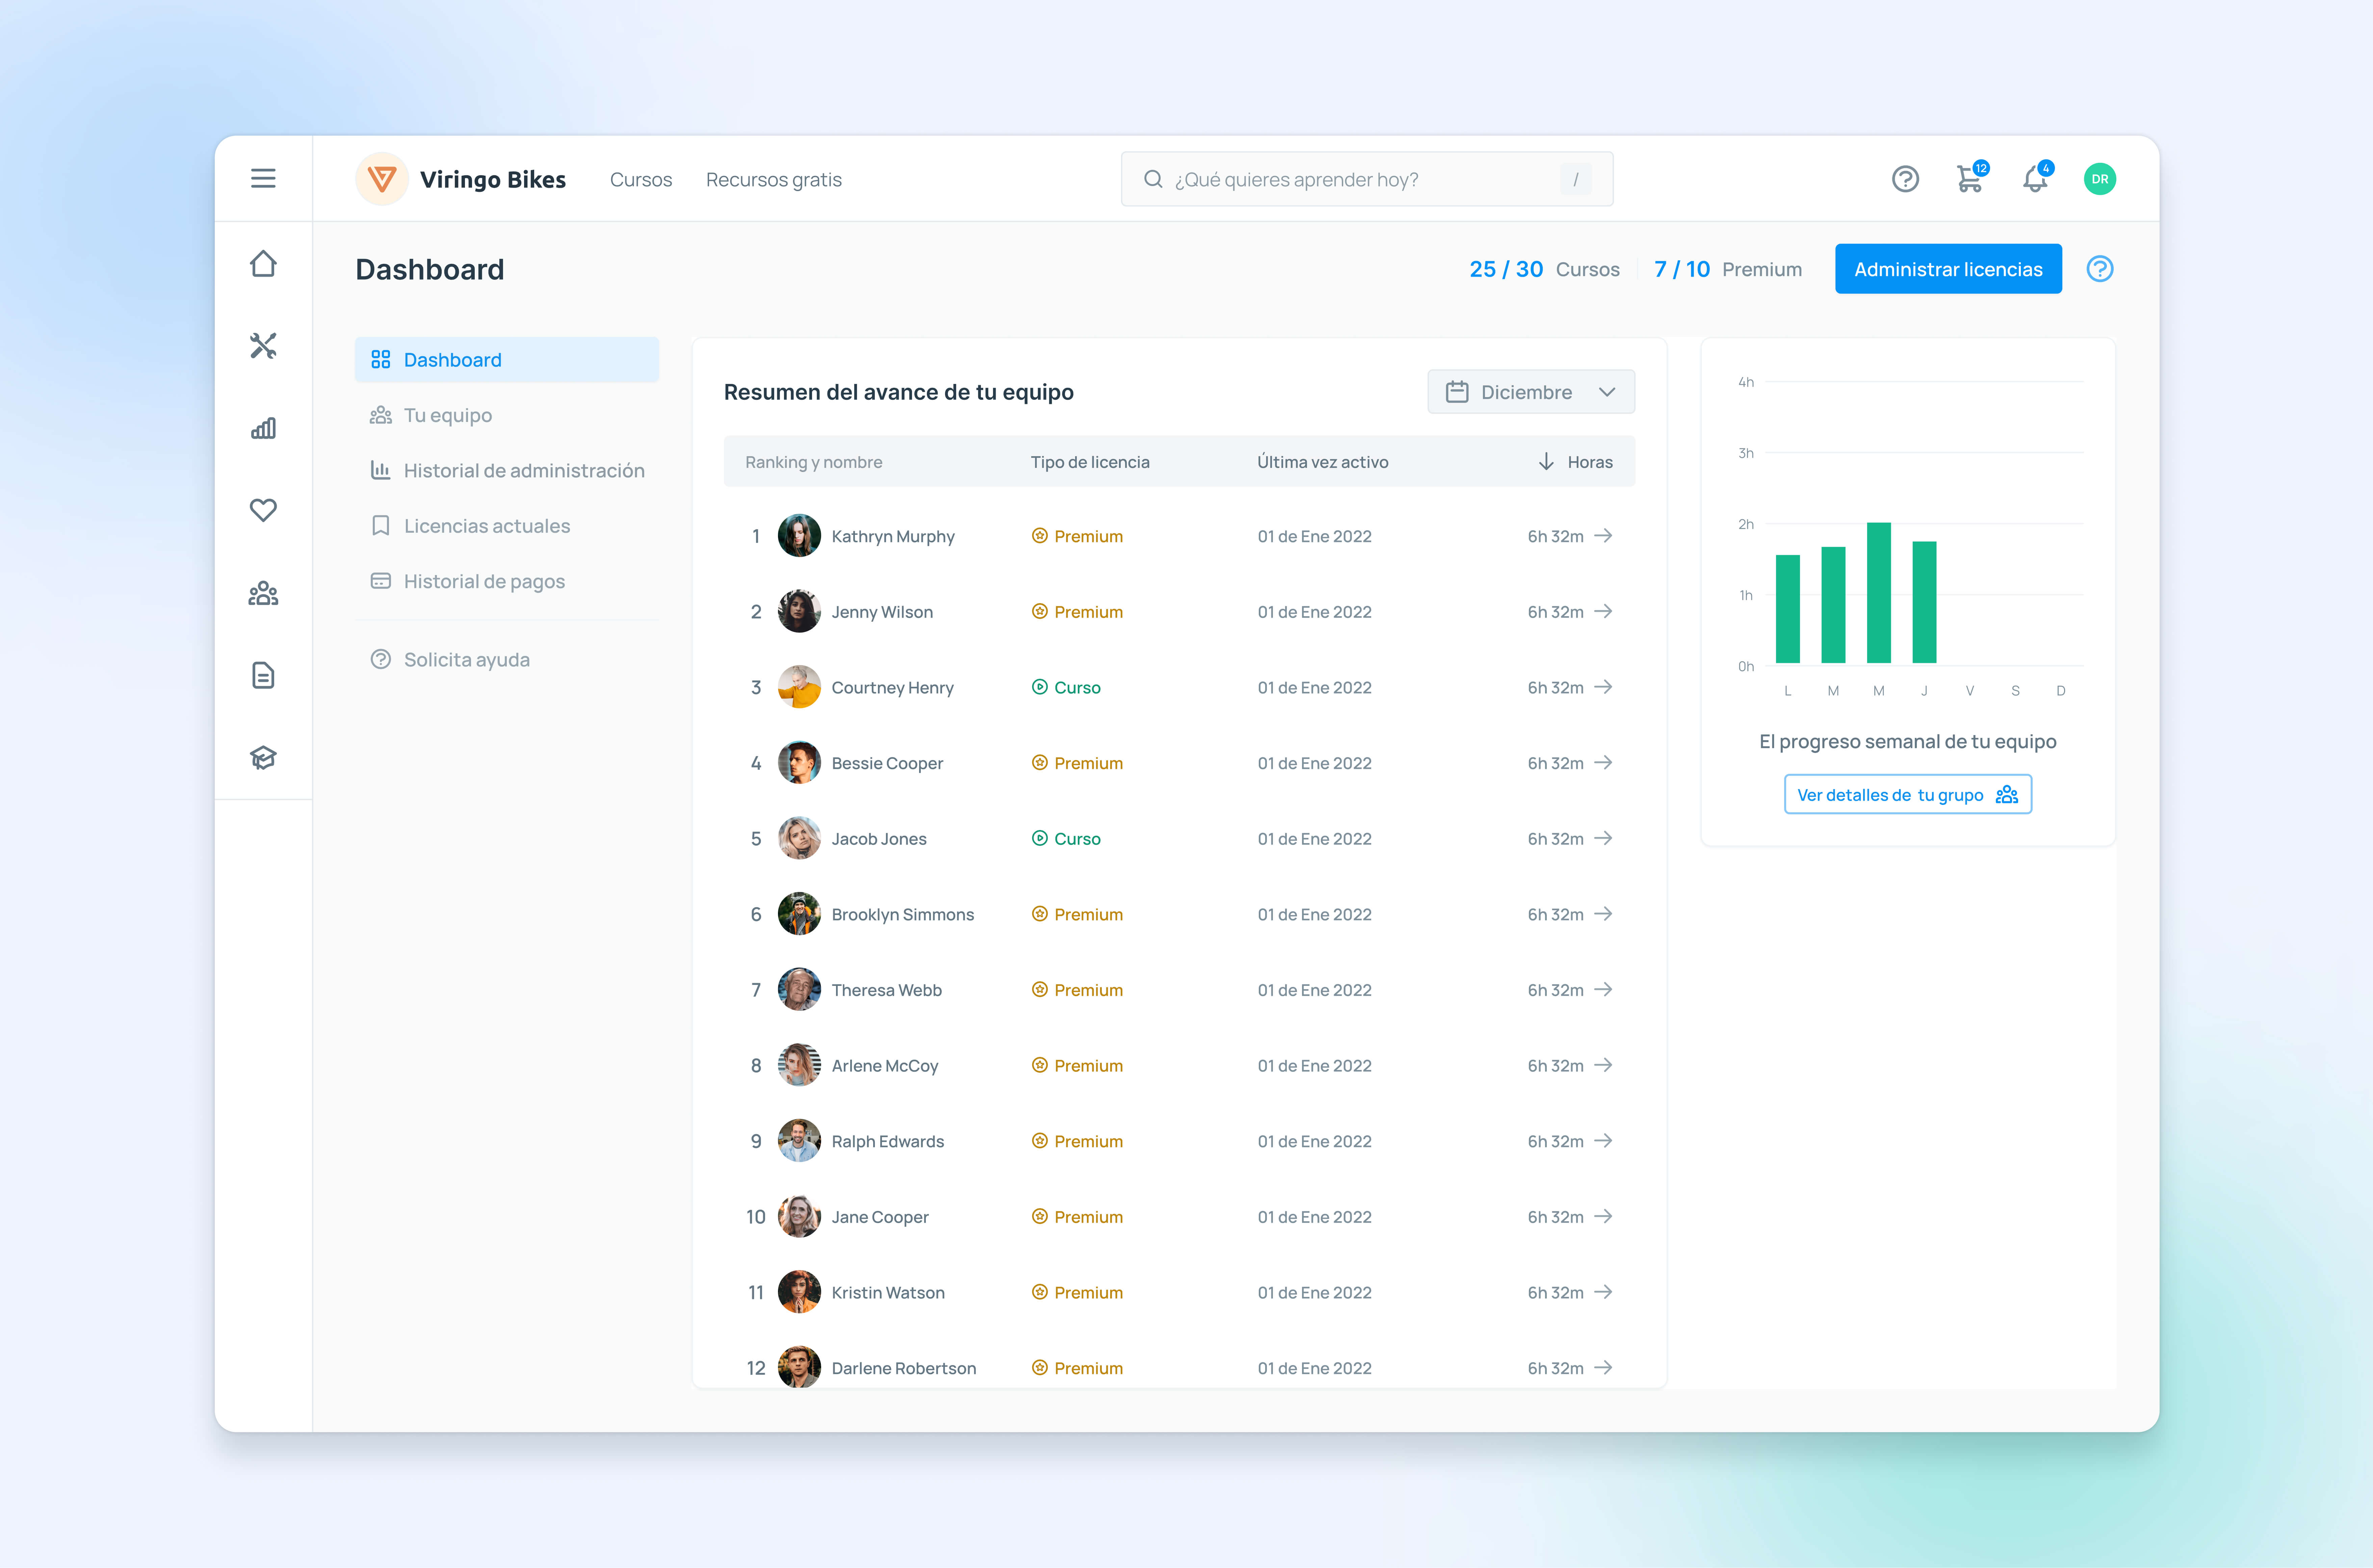 Viringo Bikes Cursos Recursos gratis ¿Qué quieres aprender hoy? / 12 4 DR
Dashboard 25 / 30 Cursos 7 / 10 Premium Administrar licencias
Dashboard
Tu equipo
Historial de administración
Licencias actuales
Historial de pagos
Solicita ayuda
Resumen del avance de tu equipo Diciembre
Ranking y nombre Tipo de licencia Última vez activo Horas
1 Kathryn Murphy Premium 01 de Ene 2022 6h 32m
2 Jenny Wilson Premium 01 de Ene 2022 6h 32m
3 Courtney Henry Curso 01 de Ene 2022 6h 32m
4 Bessie Cooper Premium 01 de Ene 2022 6h 32m
5 Jacob Jones Curso 01 de Ene 2022 6h 32m
6 Brooklyn Simmons Premium 01 de Ene 2022 6h 32m
7 Theresa Webb Premium 01 de Ene 2022 6h 32m
8 Arlene McCoy Premium 01 de Ene 2022 6h 32m
9 Ralph Edwards Premium 01 de Ene 2022 6h 32m
10 Jane Cooper Premium 01 de Ene 2022 6h 32m
11 Kristin Watson Premium 01 de Ene 2022 6h 32m
12 Darlene Robertson Premium 01 de Ene 2022 6h 32m
4h
3h
2h
1h
0h
L M M J V S D
El progreso semanal de tu equipo
Ver detalles de tu grupo